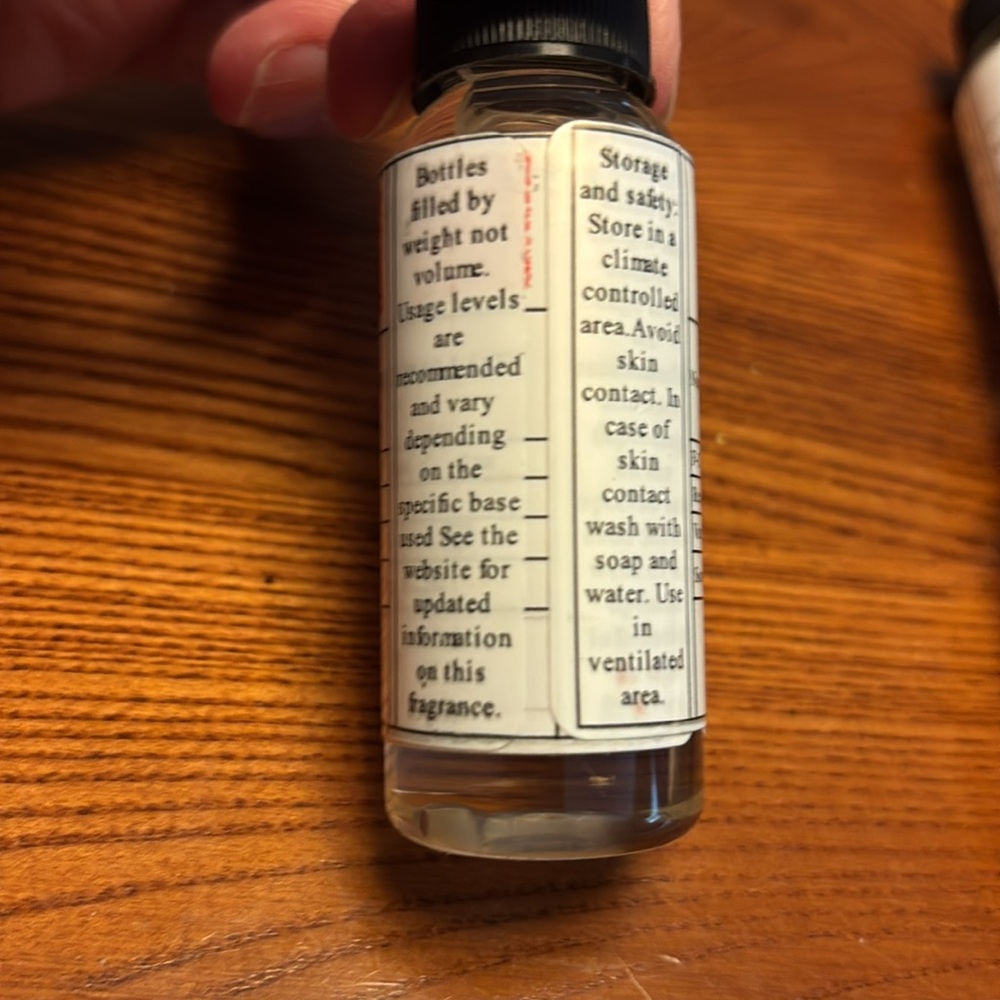 Bottles
filled by
weight not
volume.
Usage levels
are
recommended
and vary
depending
on the
specific base
used See the
website for
updated
information
on this
fragrance.
Storage
and safety:
Store in a
climate
controlled
area.Avoid
skin
contact. In
case of
skin
contact
wash with
soap and
water. Use
in
ventilated
area.